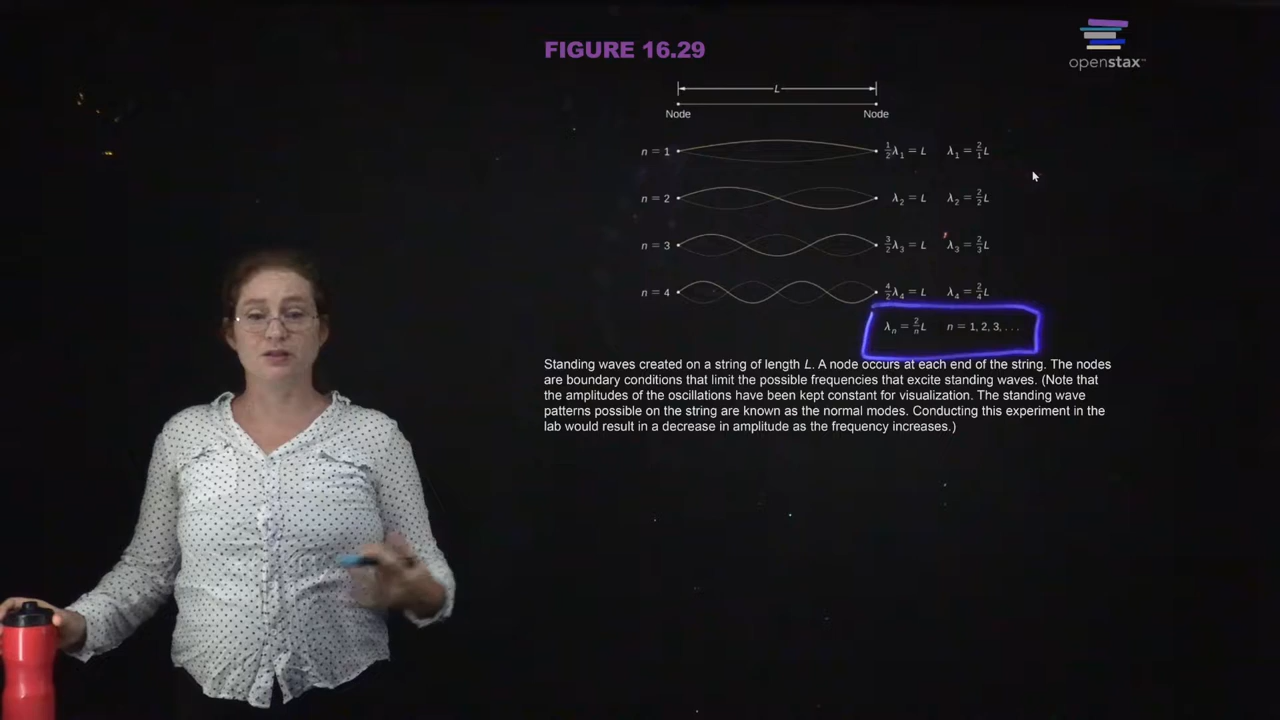 FIGURE 16.29
openstax™
L
Node Node
n = 1 ½λ₁ = L λ₁ = 2/1 L
n = 2 λ₂ = L λ₂ = 2/2 L
n = 3 3/2 λ₃ = L λ₃ = 2/3 L
n = 4 4/2 λ₄ = L λ₄ = 2/4 L
λₙ = 2/n L n = 1, 2, 3, . . .
Standing waves created on a string of length L. A node occurs at each end of the string. The nodes
are boundary conditions that limit the possible frequencies that excite standing waves. (Note that
the amplitudes of the oscillations have been kept constant for visualization. The standing wave
patterns possible on the string are known as the normal modes. Conducting this experiment in the
lab would result in a decrease in amplitude as the frequency increases.)